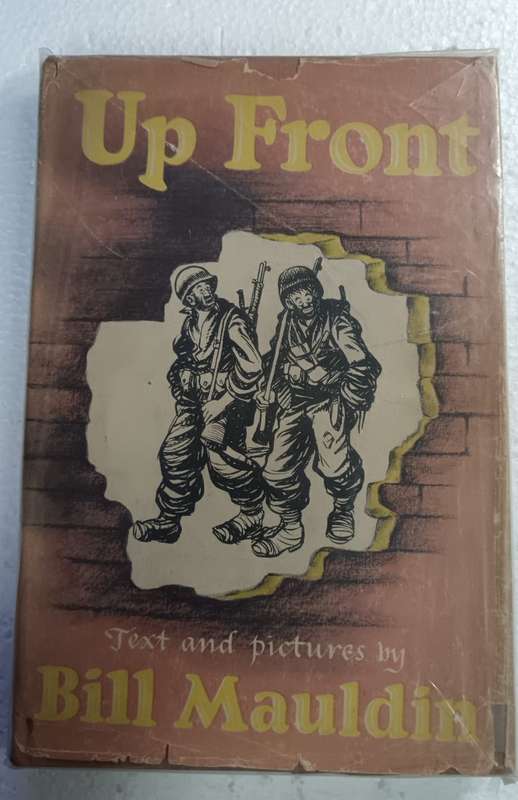 Up Front
Text and pictures by
Bill Mauldin